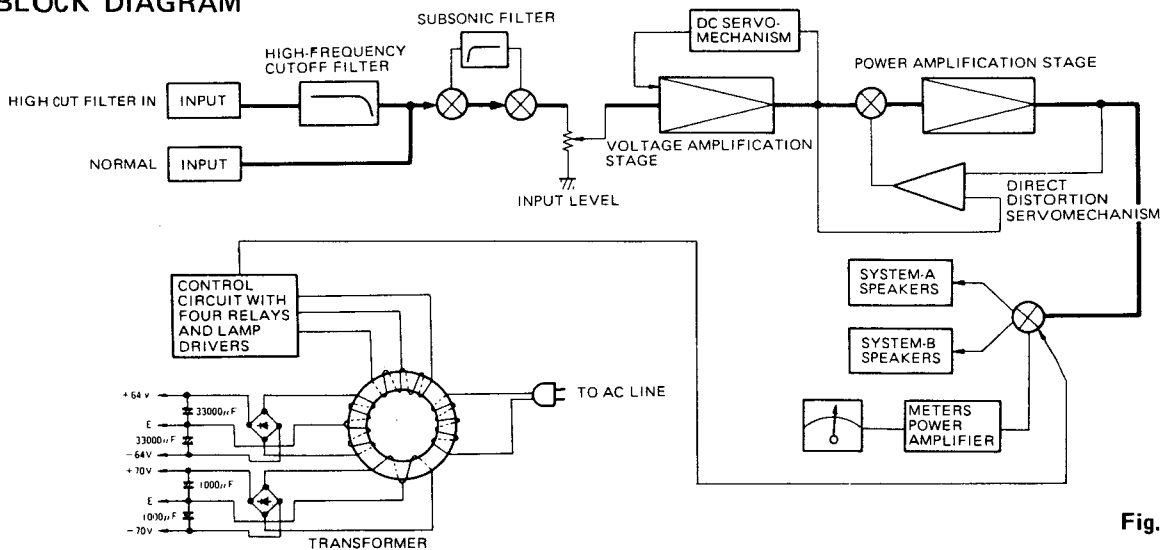 BLOCK DIAGRAM
SUBSONIC FILTER
HIGH-FREQUENCY
CUTOFF FILTER
HIGH CUT FILTER IN
INPUT
NORMAL
INPUT
INPUT LEVEL
DC SERVO-
MECHANISM
VOLTAGE AMPLIFICATION
STAGE
POWER AMPLIFICATION STAGE
DIRECT
DISTORTION
SERVOMECHANISM
CONTROL
CIRCUIT WITH
FOUR RELAYS
AND LAMP
DRIVERS
SYSTEM-A
SPEAKERS
SYSTEM-B
SPEAKERS
METERS
POWER
AMPLIFIER
TO AC LINE
+64v
33000μF
E
33000μF
-64V
+70V
1000μF
E
1000μF
-70V
TRANSFORMER
Fig.